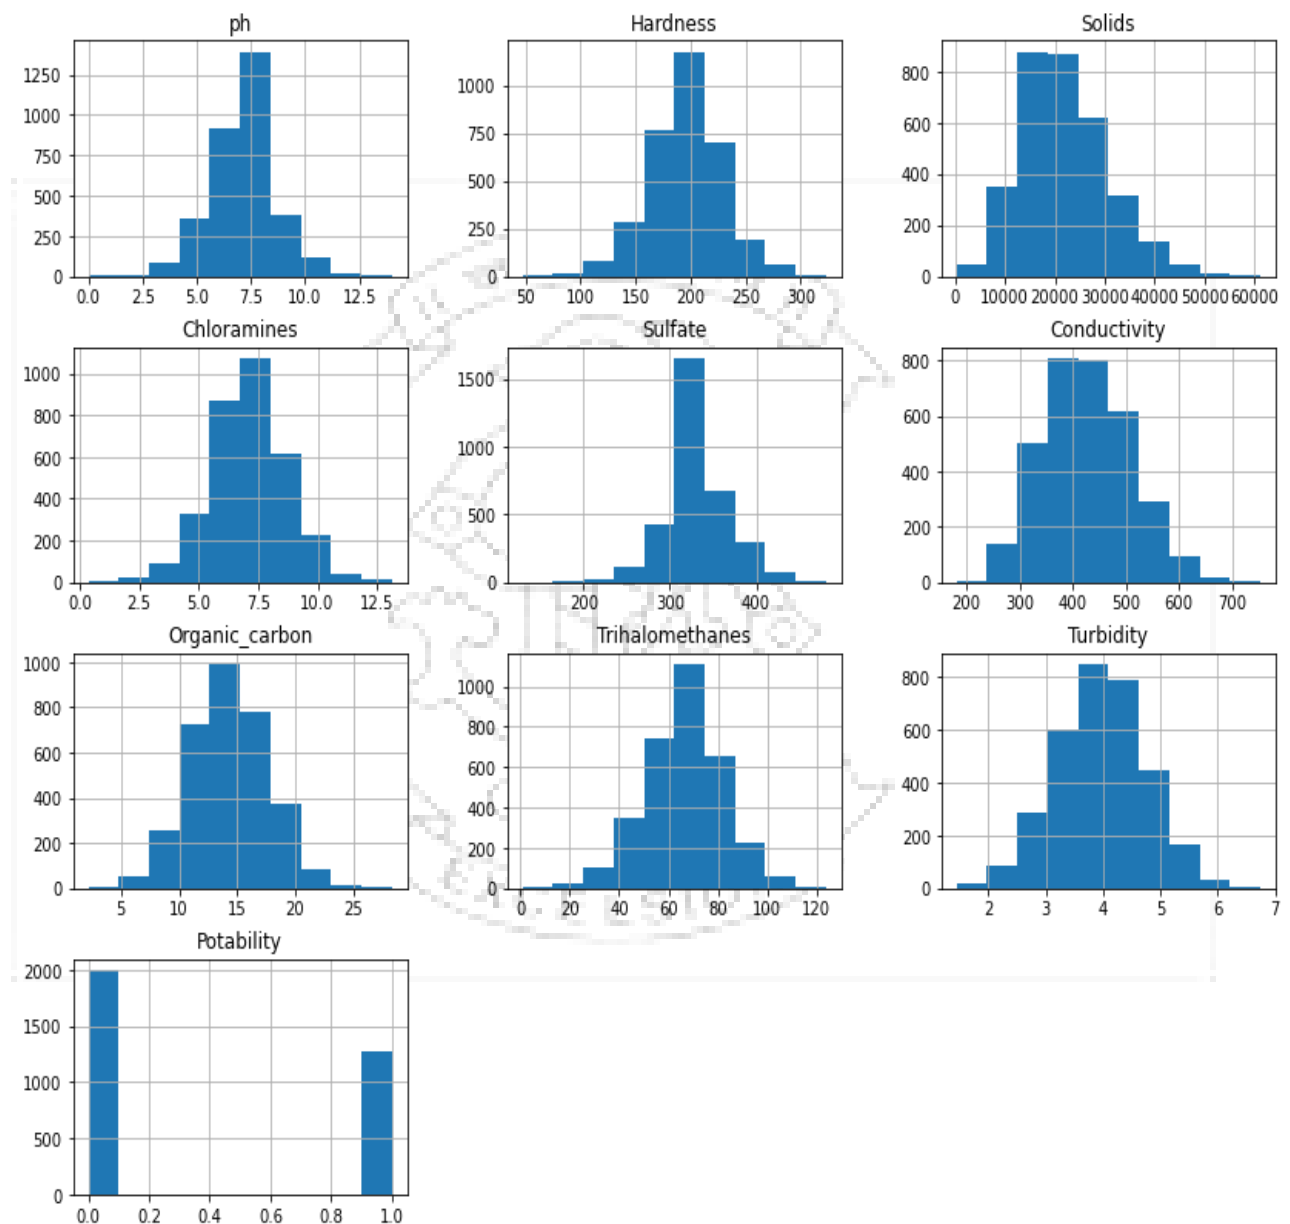 ph Hardness Solids
1250 1000 750 500 250 0
0.0 2.5 5.0 7.5 10.0 12.5
1000 750 500 250 0
50 100 150 200 250 300
800 600 400 200 0
0 10000 20000 30000 40000 50000 60000
Chloramines Sulfate Conductivity
1000 800 600 400 200 0
0.0 2.5 5.0 7.5 10.0 12.5
1500 1000 500 0
200 300 400
800 600 400 200 0
200 300 400 500 600 700
Organic_carbon Trihalomethanes Turbidity
1000 800 600 400 200 0
5 10 15 20 25
1000 800 600 400 200 0
0 20 40 60 80 100 120
800 600 400 200 0
2 3 4 5 6 7
Potability
2000 1500 1000 500 0
0.0 0.2 0.4 0.6 0.8 1.0